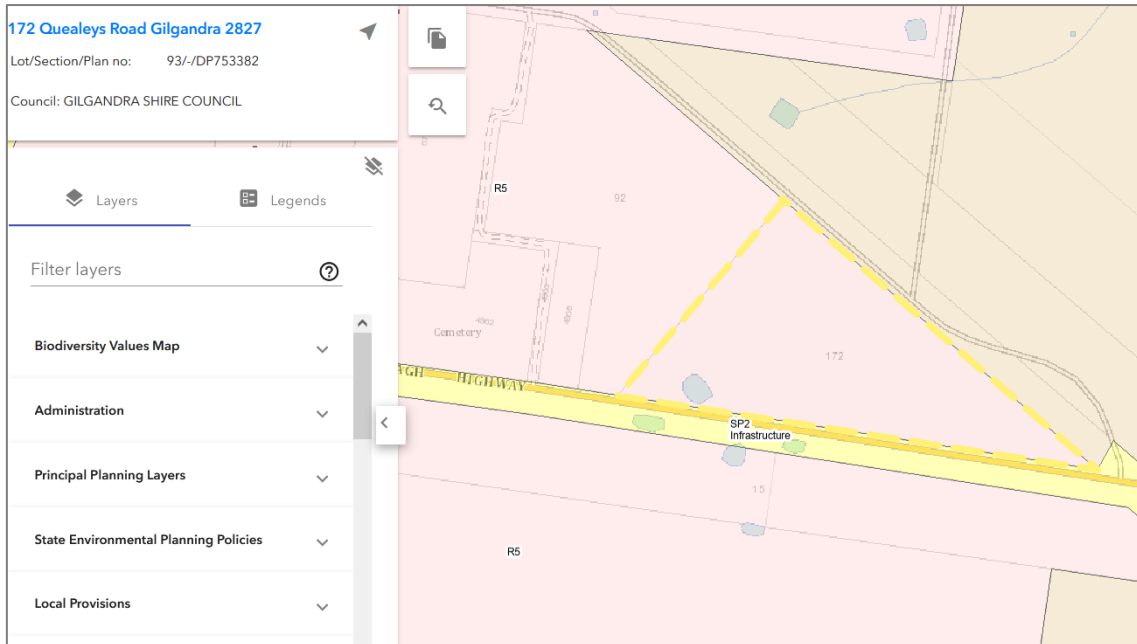 172 Quealeys Road Gilgandra 2827
Lot/Section/Plan no: 93/-/DP753382
Council: GILGANDRA SHIRE COUNCIL
Layers
Legends
Filter layers
Biodiversity Values Map
Administration
Principal Planning Layers
State Environmental Planning Policies
Local Provisions
R5
92
4962
Cemetery
172
HIGHWAY
SP2
Infrastructure
15
R5